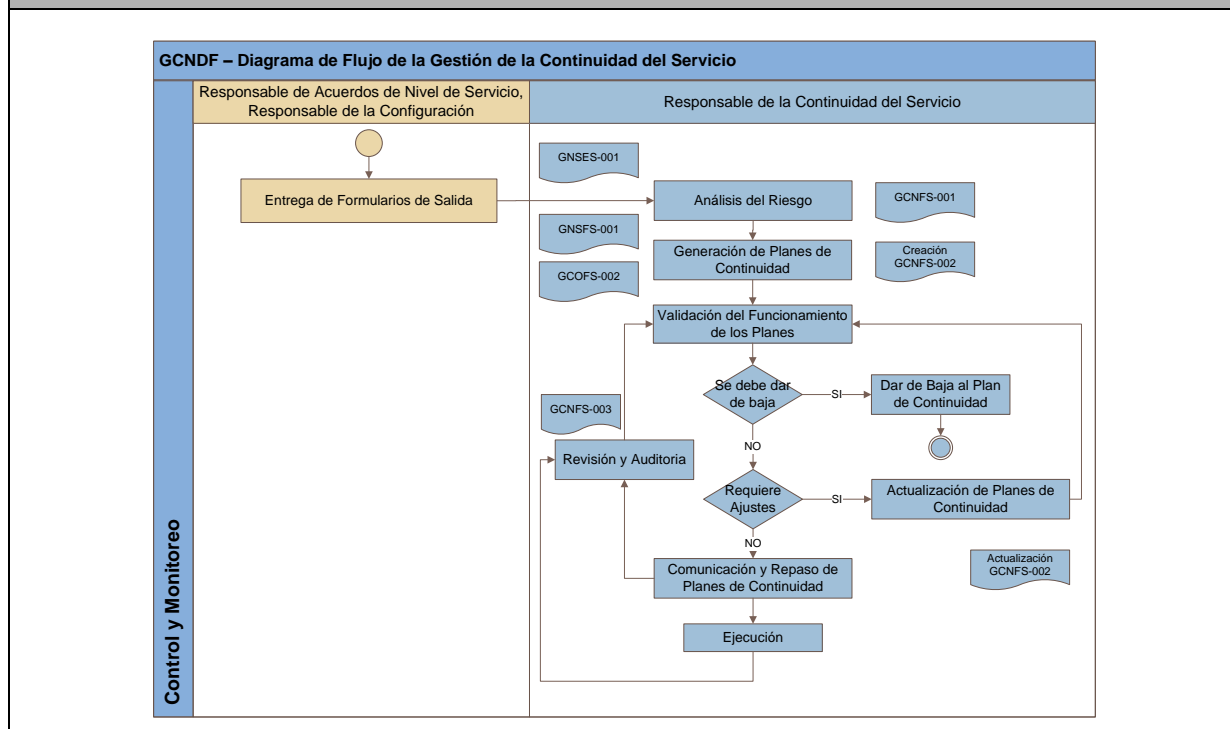 GCNDF – Diagrama de Flujo de la Gestión de la Continuidad del Servicio
Responsable de Acuerdos de Nivel de Servicio,
Responsable de la Configuración
Responsable de la Continuidad del Servicio
Control y Monitoreo
Entrega de Formularios de Salida
GNSES-001
Análisis del Riesgo
GCNFS-001
GNSFS-001
Generación de Planes de
Continuidad
Creación
GCNFS-002
GCOFS-002
Validación del Funcionamiento
de los Planes
Se debe dar
de baja
SI
Dar de Baja al Plan
de Continuidad
GCNFS-003
NO
Revisión y Auditoria
Requiere
Ajustes
SI
Actualización de Planes de
Continuidad
NO
Comunicación y Repaso de
Planes de Continuidad
Actualización
GCNFS-002
Ejecución